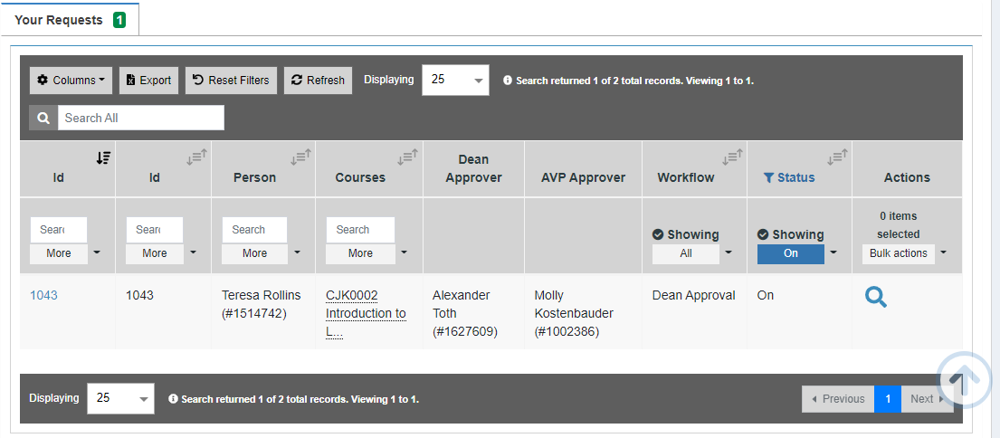 Your Requests 1
Columns Export Reset Filters Refresh Displaying 25 Search returned 1 of 2 total records. Viewing 1 to 1.
Search All
Id Id Person Courses Dean Approver AVP Approver Workflow Status Actions
Search Search Search Search Showing Showing 0 items selected
More More More More All On Bulk actions
1043 1043 Teresa Rollins CJK0002 Alexander Molly Dean Approval On
(#1514742) Introduction to Toth Kostenbauder
L... (#1627609) (#1002386)
Displaying 25 Search returned 1 of 2 total records. Viewing 1 to 1. Previous 1 Next